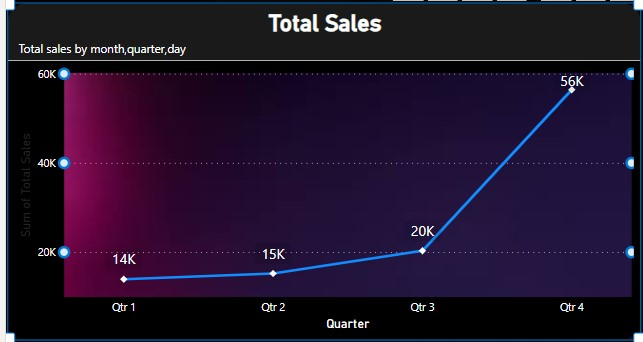 Total Sales
Total sales by month,quarter,day
60K
40K
20K
Sum of Total Sales
14K
15K
20K
56K
Qtr 1
Qtr 2
Qtr 3
Qtr 4
Quarter